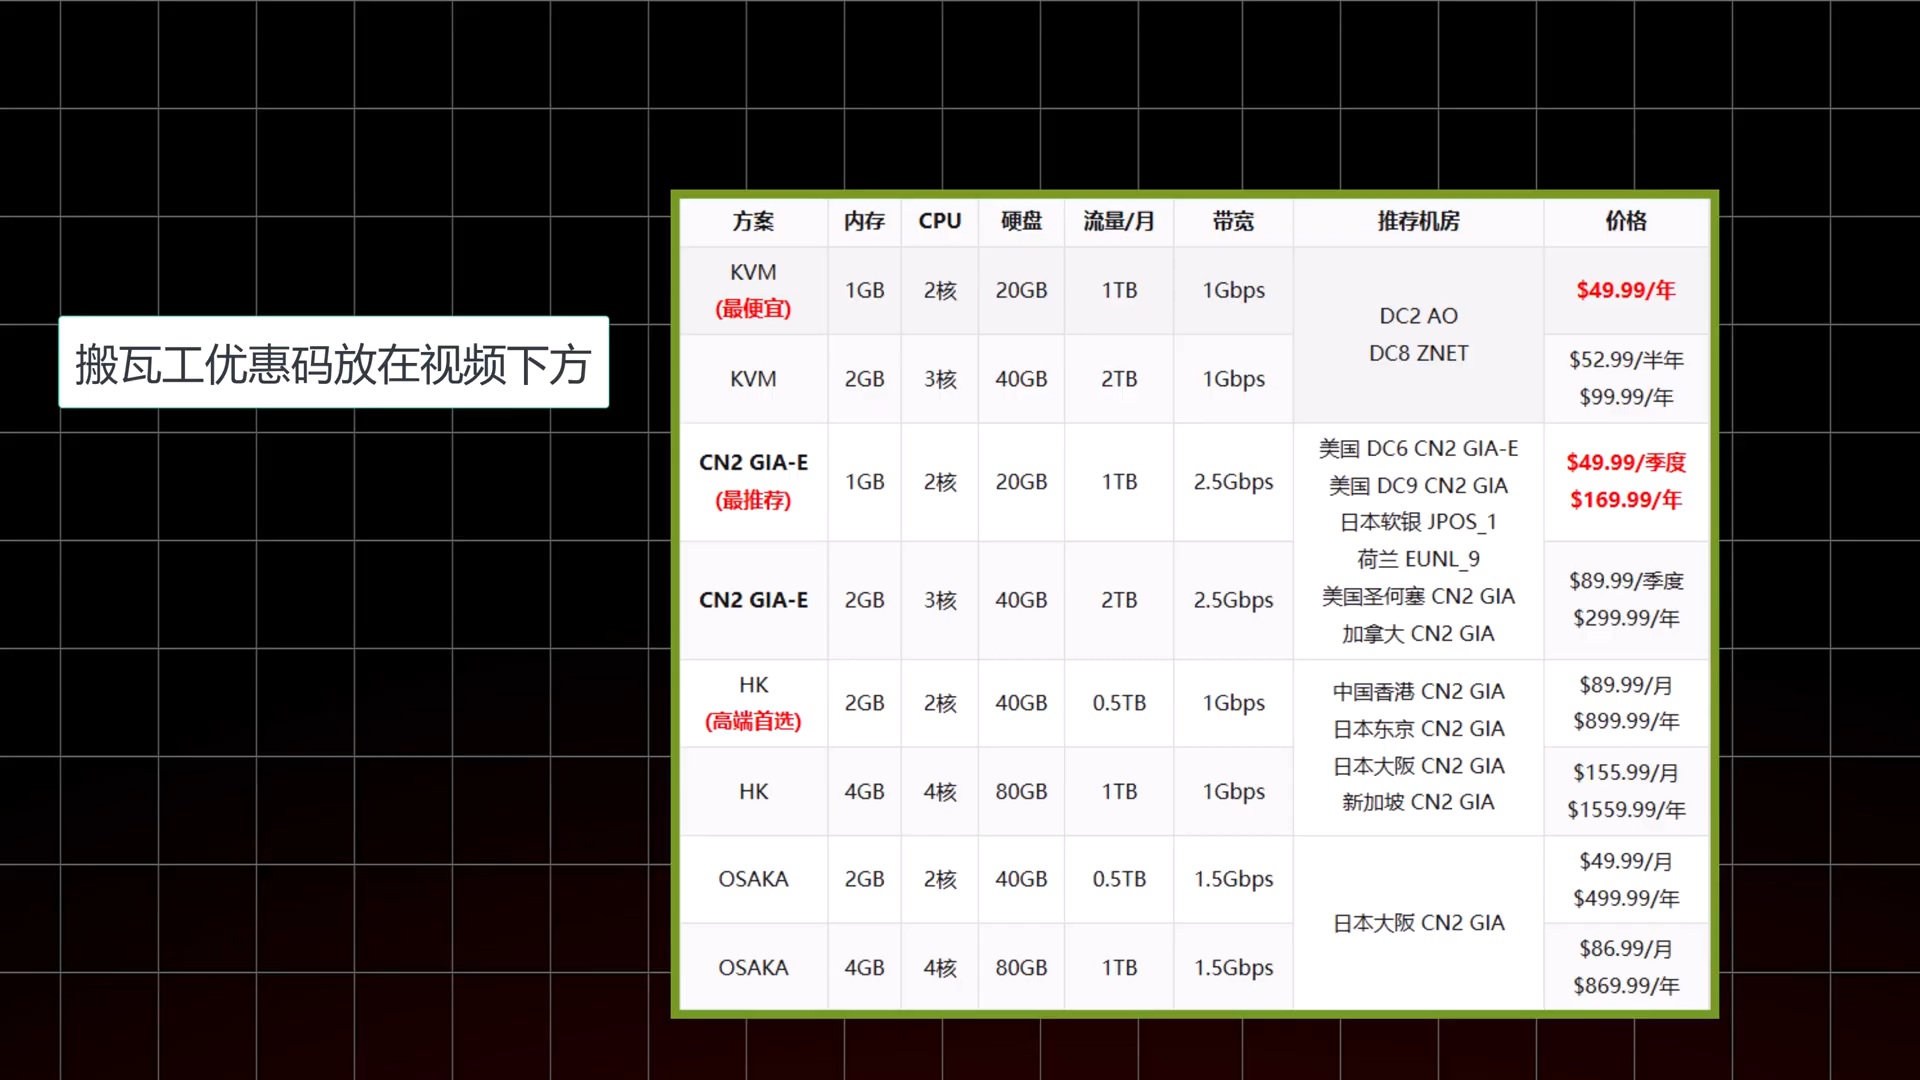 搬瓦工优惠码放在视频下方
方案 内存 CPU 硬盘 流量/月 带宽 推荐机房 价格
KVM
(最便宜)
1GB 2核 20GB 1TB 1Gbps
DC2 AO
DC8 ZNET
$49.99/年
KVM 2GB 3核 40GB 2TB 1Gbps
$52.99/半年
$99.99/年
CN2 GIA-E
(最推荐)
1GB 2核 20GB 1TB 2.5Gbps
美国 DC6 CN2 GIA-E
美国 DC9 CN2 GIA
日本软银 JPOS_1
荷兰 EUNL_9
美国圣何塞 CN2 GIA
加拿大 CN2 GIA
$49.99/季度
$169.99/年
CN2 GIA-E 2GB 3核 40GB 2TB 2.5Gbps
$89.99/季度
$299.99/年
HK
(高端首选)
2GB 2核 40GB 0.5TB 1Gbps
中国香港 CN2 GIA
日本东京 CN2 GIA
日本大阪 CN2 GIA
新加坡 CN2 GIA
$89.99/月
$899.99/年
HK 4GB 4核 80GB 1TB 1Gbps
$155.99/月
$1559.99/年
OSAKA 2GB 2核 40GB 0.5TB 1.5Gbps
日本大阪 CN2 GIA
$49.99/月
$499.99/年
OSAKA 4GB 4核 80GB 1TB 1.5Gbps
$86.99/月
$869.99/年